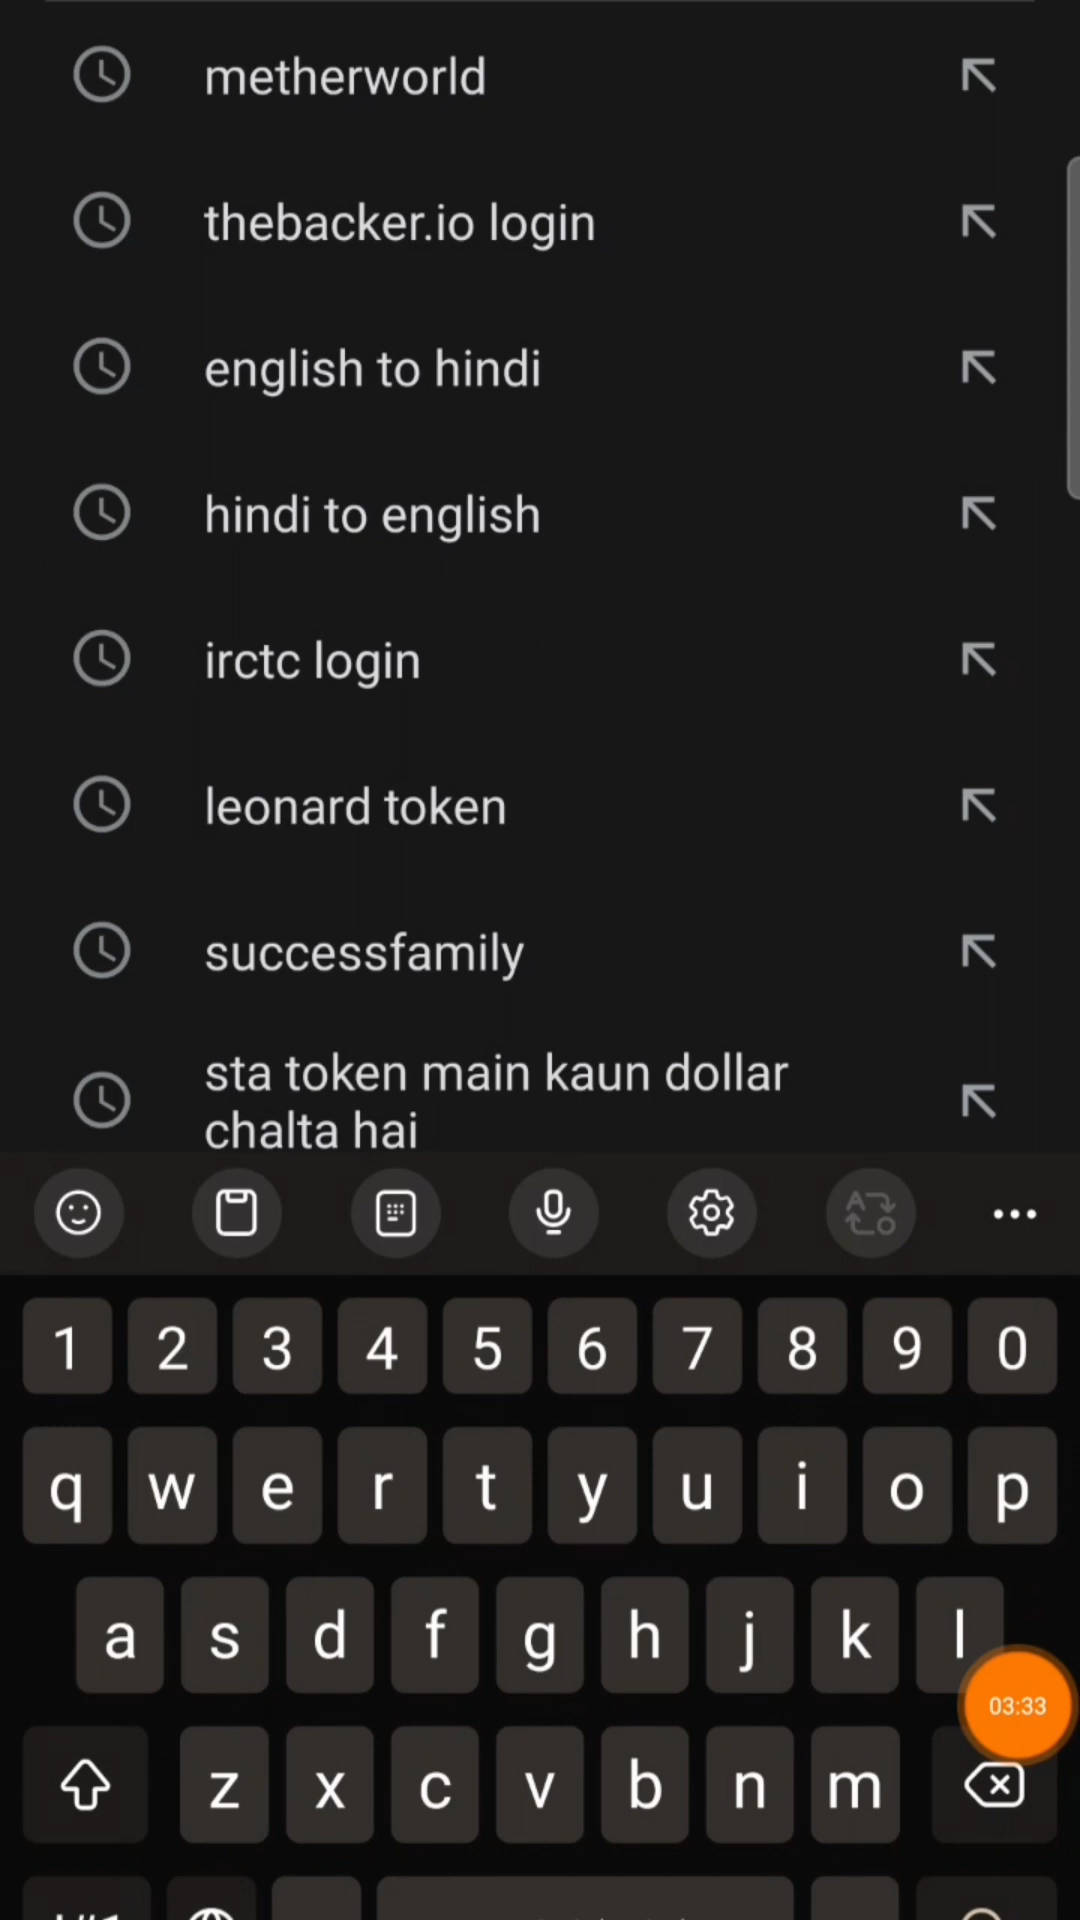 metherworld
thebacker.io login
english to hindi
hindi to english
irctc login
leonard token
successfamily
sta token main kaun dollar
chalta hai
1 2 3 4 5 6 7 8 9 0
q w e r t y u i o p
a s d f g h j k l
03:33
z x c v b n m